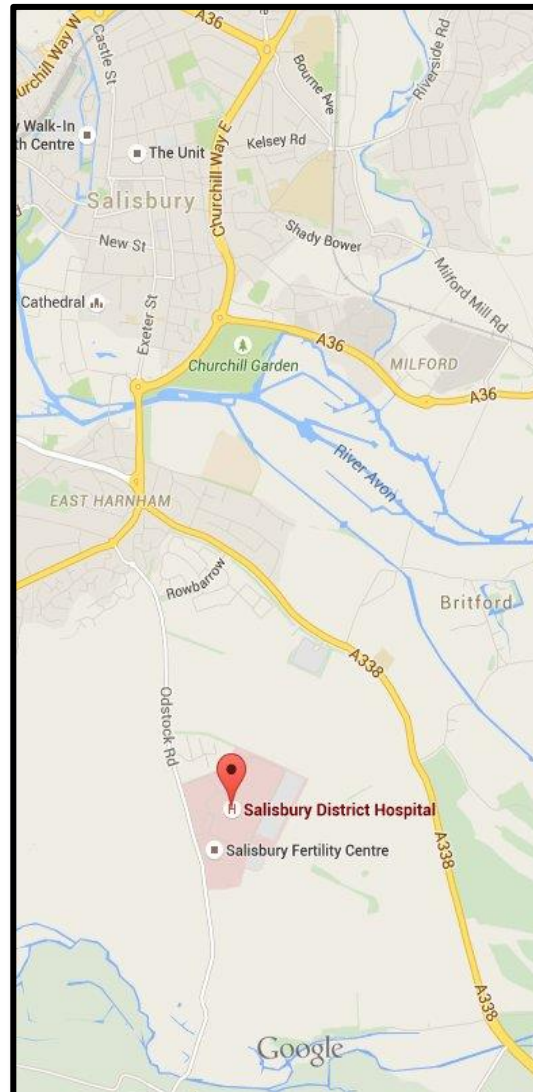 A36
Churchill Way W
Castle St
Riverside Rd
Bourne Ave
y Walk-In
th Centre
The Unit
Kelsey Rd
Churchill Way E
Salisbury
New St
Shady Bower
Milford Mill Rd
Cathedral
Exeter St
A36
Churchill Garden
MILFORD
A36
River Avon
EAST HARNHAM
Rowbarrow
Britford
A338
Odstock Rd
H
Salisbury District Hospital
Salisbury Fertility Centre
A338
A338
Google